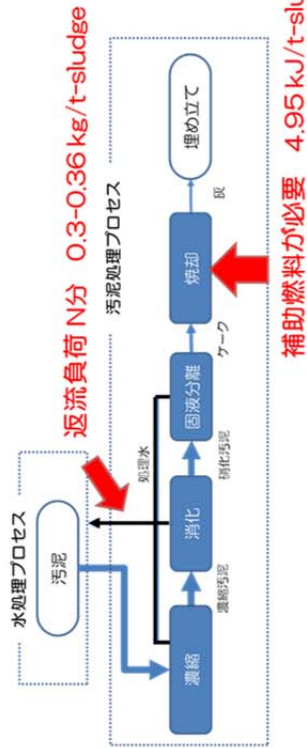 水処理プロセス
汚泥
返流負荷 N分 0.3-0.36 kg/t-sludge
汚泥処理プロセス
処理水
濃縮
濃縮汚泥
消化
消化汚泥
固液分離
ケーク
焼却
灰
埋め立て
補助燃料が必要 4.95 kJ/t-slu